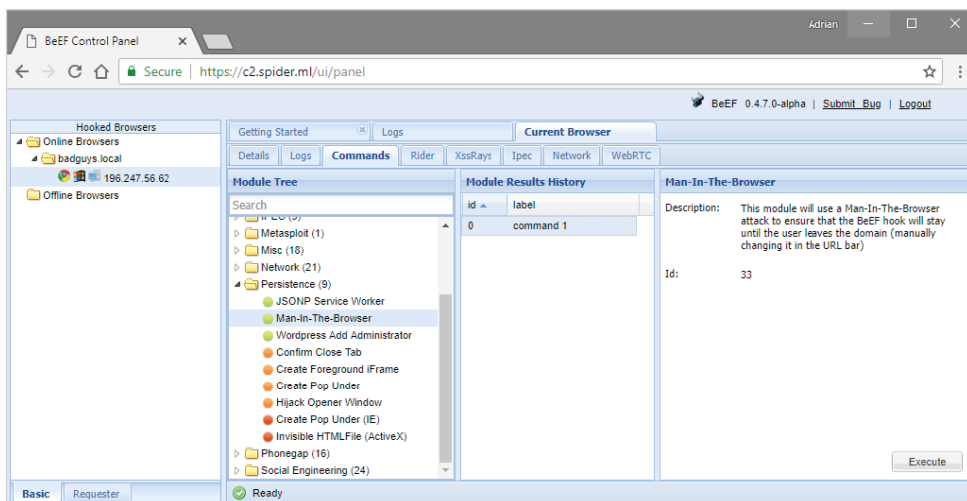 Adrian
BeEF Control Panel
Secure | https://c2.spider.ml/ui/panel
BeEF 0.4.7.0-alpha | Submit Bug | Logout
Hooked Browsers
Online Browsers
badguys.local
196.247.56.62
Offline Browsers
Basic
Requester
Getting Started
Logs
Current Browser
Details
Logs
Commands
Rider
XssRays
Ipec
Network
WebRTC
Module Tree
Search
Metasploit (1)
Misc (18)
Network (21)
Persistence (9)
JSONP Service Worker
Man-In-The-Browser
Wordpress Add Administrator
Confirm Close Tab
Create Foreground iFrame
Create Pop Under
Hijack Opener Window
Create Pop Under (IE)
Invisible HTMLFile (ActiveX)
Phonegap (16)
Social Engineering (24)
Module Results History
id label
0 command 1
Man-In-The-Browser
Description: This module will use a Man-In-The-Browser
attack to ensure that the BeEF hook will stay
until the user leaves the domain (manually
changing it in the URL bar)
Id: 33
Execute
Ready